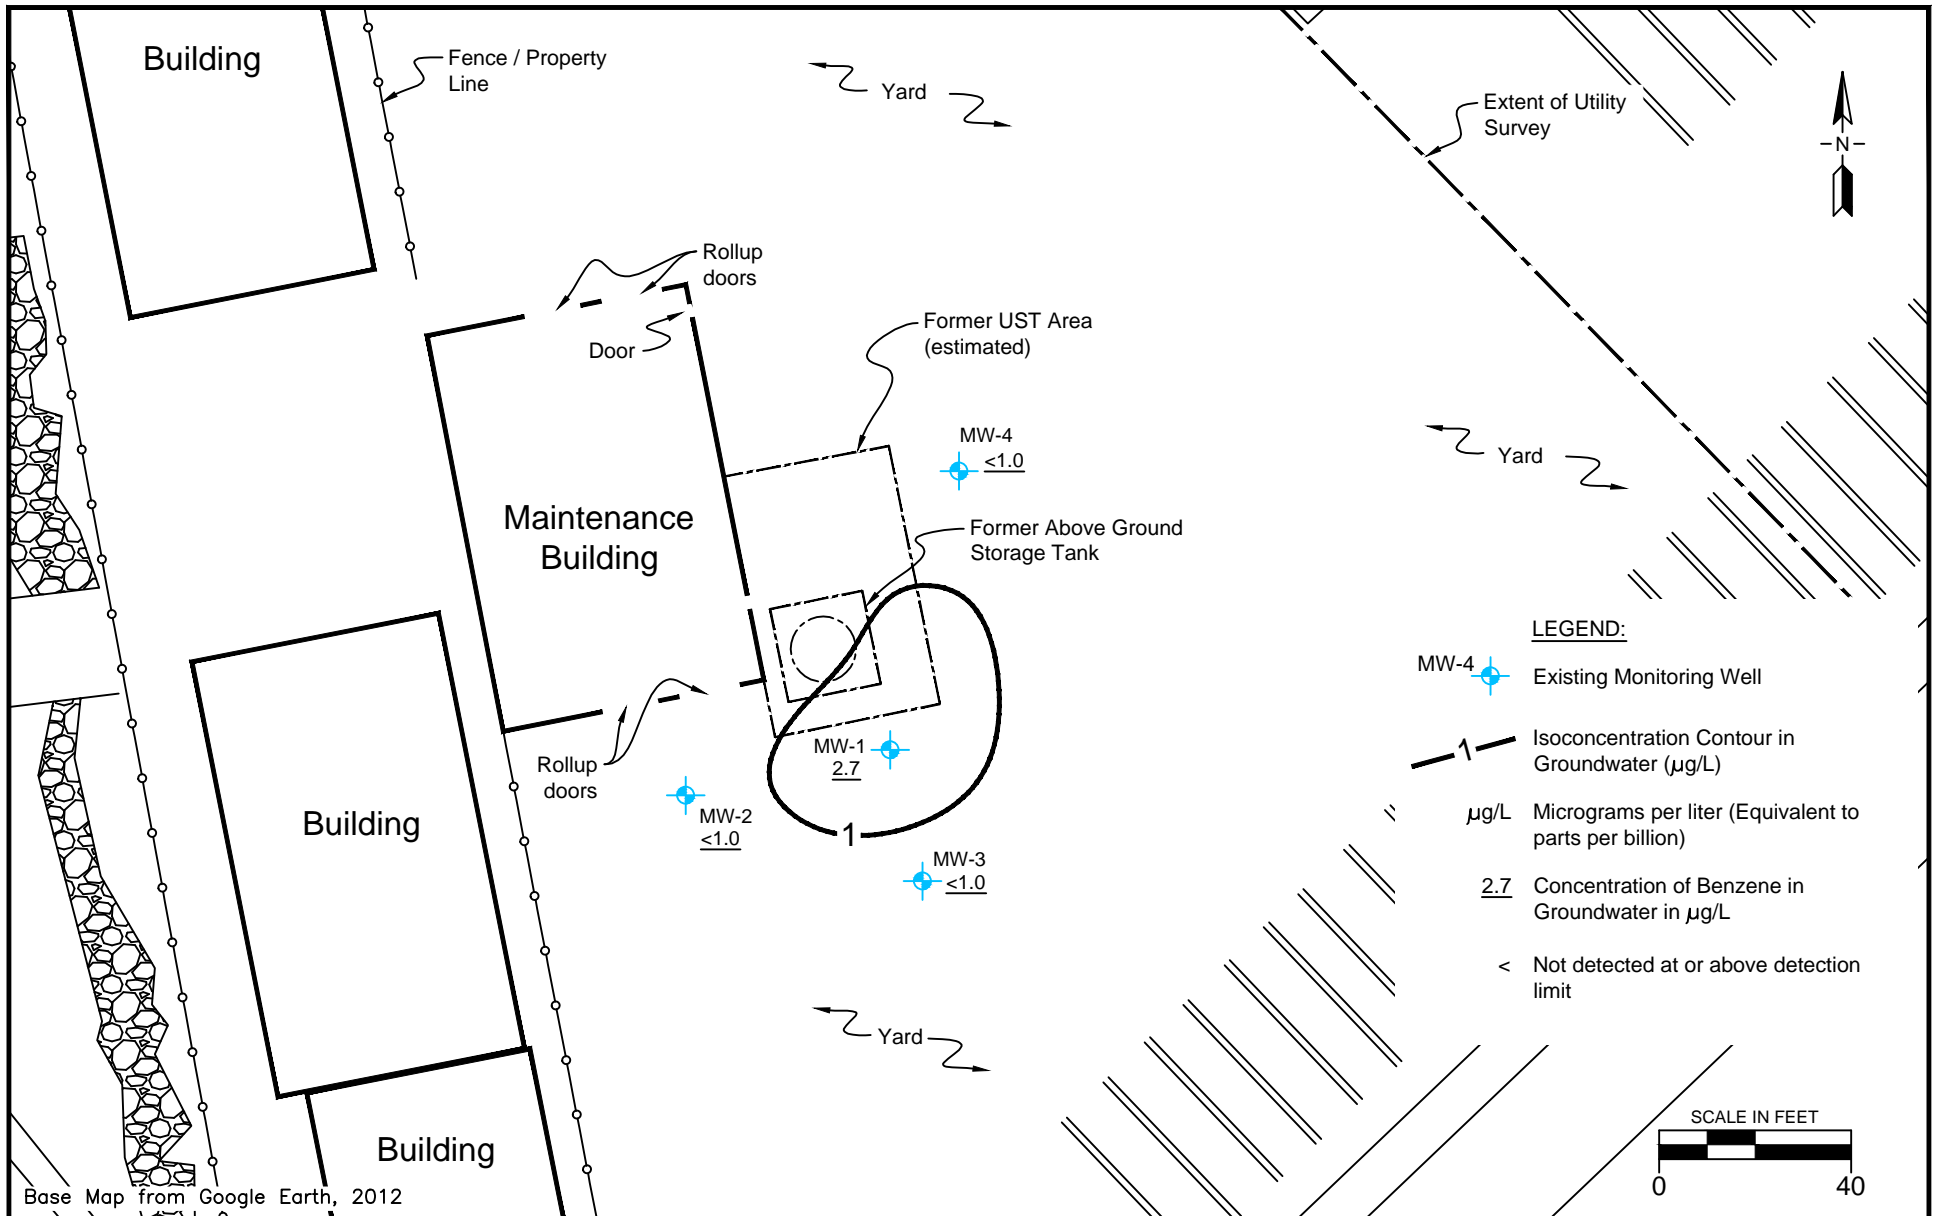 Building
Fence / Property
Line
Yard
Extent of Utility
Survey
N
Rollup
doors
Door
Former UST Area
(estimated)
MW-4
<1.0
Yard
Maintenance
Building
Former Above Ground
Storage Tank
LEGEND:
MW-4
Existing Monitoring Well
1
Isoconcentration Contour in
Groundwater (µg/L)
µg/L
Micrograms per liter (Equivalent to
parts per billion)
2.7
Concentration of Benzene in
Groundwater in µg/L
<
Not detected at or above detection
limit
MW-1
2.7
Rollup
doors
MW-2
<1.0
1
MW-3
<1.0
Building
Yard
Building
SCALE IN FEET
0
40
Base Map from Google Earth, 2012